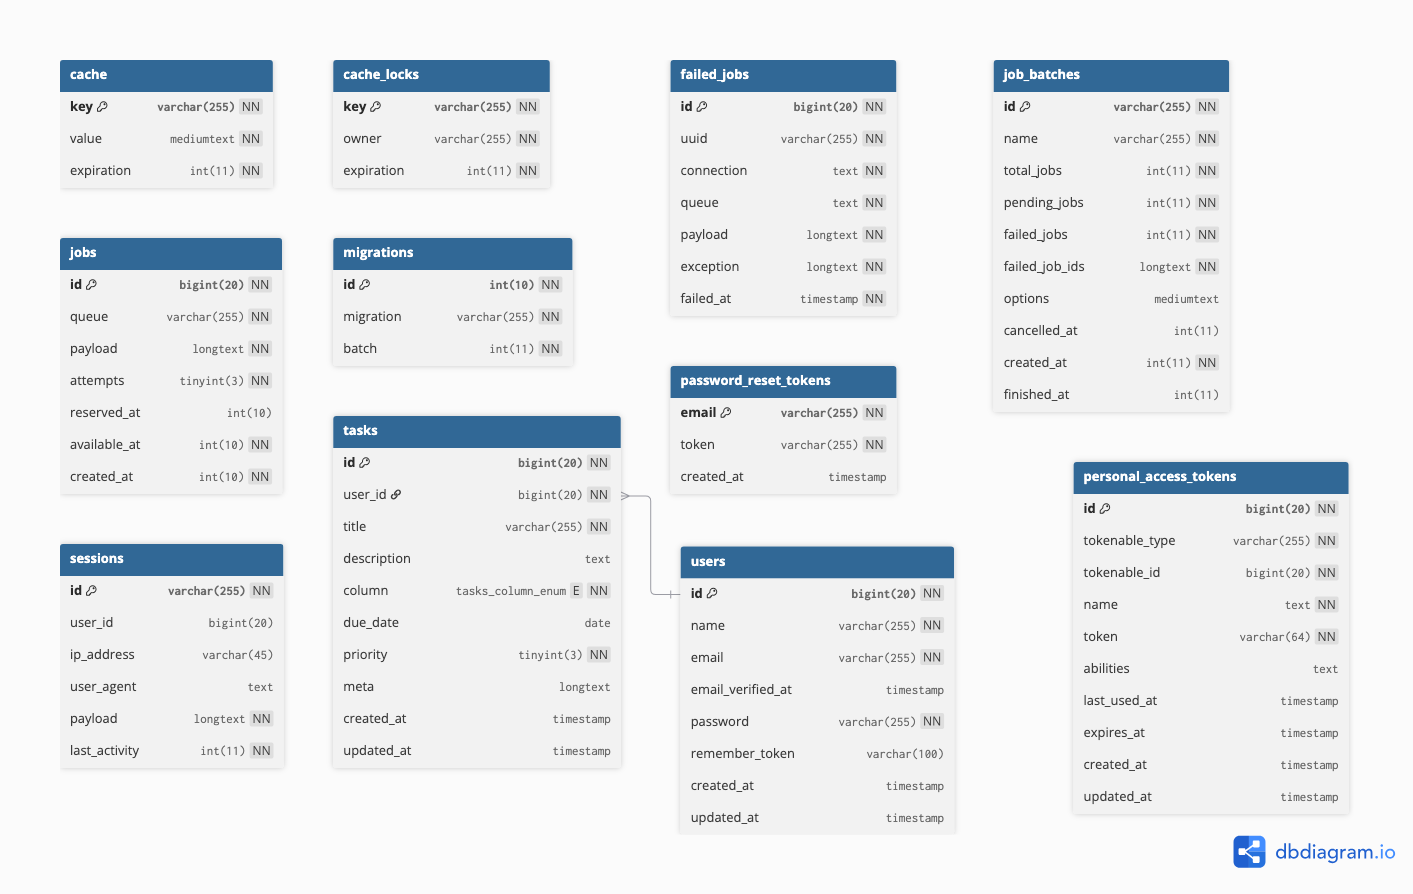 cache
key varchar(255) NN
value mediumtext NN
expiration int(11) NN
cache_locks
key varchar(255) NN
owner varchar(255) NN
expiration int(11) NN
failed_jobs
id bigint(20) NN
uuid varchar(255) NN
connection text NN
queue text NN
payload longtext NN
exception longtext NN
failed_at timestamp NN
job_batches
id varchar(255) NN
name varchar(255) NN
total_jobs int(11) NN
pending_jobs int(11) NN
failed_jobs int(11) NN
failed_job_ids longtext NN
options mediumtext
cancelled_at int(11)
created_at int(11) NN
finished_at int(11)
jobs
id bigint(20) NN
queue varchar(255) NN
payload longtext NN
attempts tinyint(3) NN
reserved_at int(10)
available_at int(10) NN
created_at int(10) NN
migrations
id int(10) NN
migration varchar(255) NN
batch int(11) NN
password_reset_tokens
email varchar(255) NN
token varchar(255) NN
created_at timestamp
tasks
id bigint(20) NN
user_id bigint(20) NN
title varchar(255) NN
description text
column tasks_column_enum E NN
due_date date
priority tinyint(3) NN
meta longtext
created_at timestamp
updated_at timestamp
personal_access_tokens
id bigint(20) NN
tokenable_type varchar(255) NN
tokenable_id bigint(20) NN
name text NN
token varchar(64) NN
abilities text
last_used_at timestamp
expires_at timestamp
created_at timestamp
updated_at timestamp
sessions
id varchar(255) NN
user_id bigint(20)
ip_address varchar(45)
user_agent text
payload longtext NN
last_activity int(11) NN
users
id bigint(20) NN
name varchar(255) NN
email varchar(255) NN
email_verified_at timestamp
password varchar(255) NN
remember_token varchar(100)
created_at timestamp
updated_at timestamp
dbdiagram.io